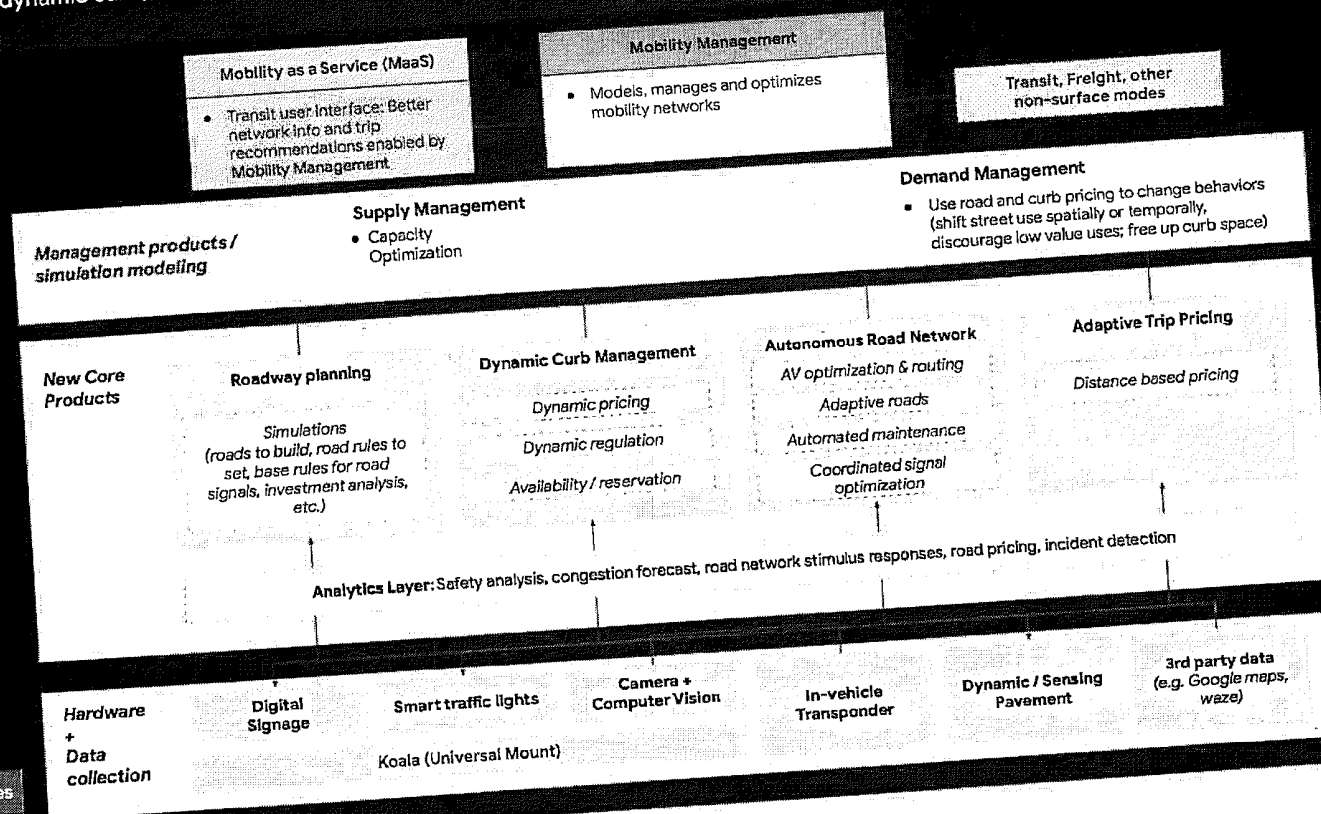 Mobility as a Service (MaaS)
• Transit user interface: Better
network info and trip
recommendations enabled by
Mobility Management
Mobility Management
• Models, manages and optimizes
mobility networks
Transit, Freight, other
non-surface modes
Management products /
simulation modeling
Supply Management
• Capacity
Optimization
Demand Management
• Use road and curb pricing to change behaviors
(shift street use spatially or temporally,
discourage low value uses; free up curb space)
New Core
Products
Roadway planning
Simulations
(roads to build, road rules to
set, base rules for road
signals, investment analysis,
etc.)
Dynamic Curb Management
Dynamic pricing
Dynamic regulation
Availability / reservation
Autonomous Road Network
AV optimization & routing
Adaptive roads
Automated maintenance
Coordinated signal
optimization
Adaptive Trip Pricing
Distance based pricing
Analytics Layer: Safety analysis, congestion forecast, road network stimulus responses, road pricing, incident detection
Hardware
+
Data
collection
Digital
Signage
Smart traffic lights
Koala (Universal Mount)
Camera +
Computer Vision
In-vehicle
Transponder
Dynamic / Sensing
Pavement
3rd party data
(e.g. Google maps,
waze)